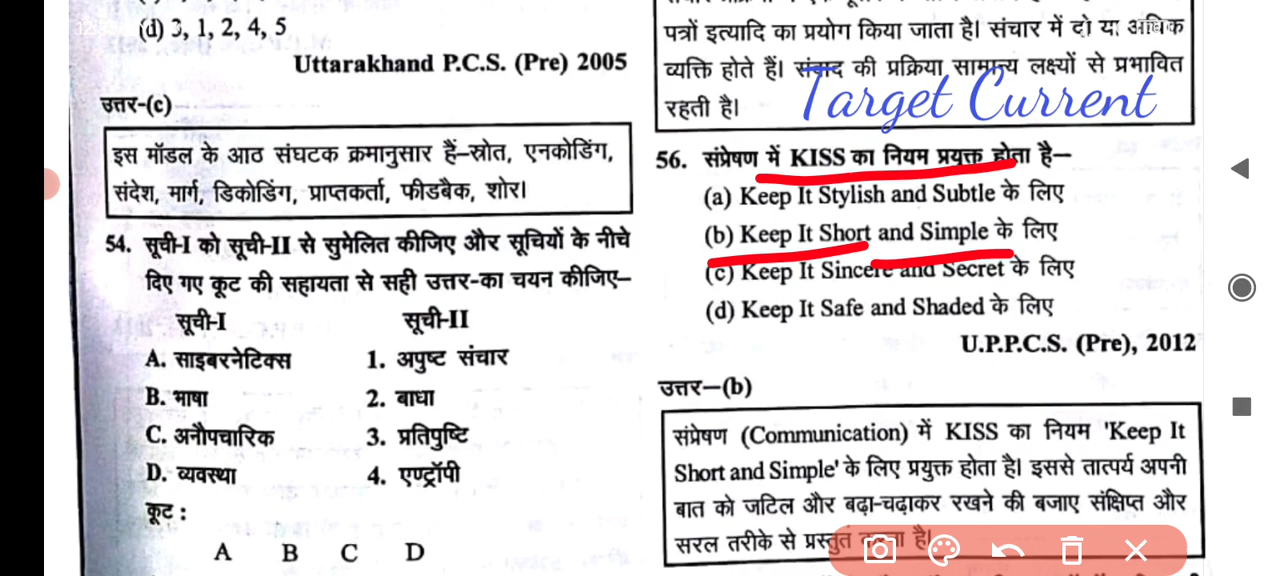 (d) 3, 1, 2, 4, 5
Uttarakhand P.C.S. (Pre) 2005
उत्तर-(c)
इस मॉडल के आठ संघटक क्रमानुसार हैं–स्रोत, एनकोडिंग,
संदेश, मार्ग, डिकोडिंग, प्राप्तकर्ता, फीडबैक, शोर।
54. सूची-I को सूची-II से सुमेलित कीजिए और सूचियों के नीचे
दिए गए कूट की सहायता से सही उत्तर-का चयन कीजिए–
सूची-I सूची-II
A. साइबरनेटिक्स 1. अपुष्ट संचार
B. भाषा 2. बाधा
C. अनौपचारिक 3. प्रतिपुष्टि
D. व्यवस्था 4. एण्ट्रॉपी
कूट :
A B C D
पत्रों इत्यादि का प्रयोग किया जाता है। संचार में दो या अधिक
व्यक्ति होते हैं। संवाद की प्रक्रिया सामान्य लक्ष्यों से प्रभावित
रहती है।
Target Current
56. संप्रेषण में KISS का नियम प्रयुक्त होता है–
(a) Keep It Stylish and Subtle के लिए
(b) Keep It Short and Simple के लिए
(c) Keep It Sincere and Secret के लिए
(d) Keep It Safe and Shaded के लिए
U.P.P.C.S. (Pre), 2012
उत्तर–(b)
संप्रेषण (Communication) में KISS का नियम 'Keep It
Short and Simple' के लिए प्रयुक्त होता है। इससे तात्पर्य अपनी
बात को जटिल और बढ़ा-चढ़ाकर रखने की बजाए संक्षिप्त और
सरल तरीके से प्रस्तुत करना है।